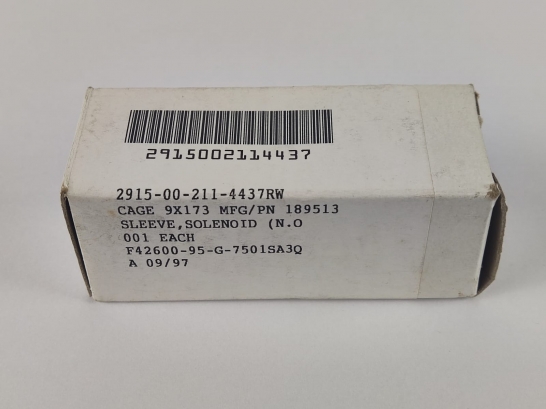 2915002114437
2915-00-211-4437RW
CAGE 9X173 MFG/PN 189513
SLEEVE,SOLENOID (N.O
001 EACH
F42600-95-G-7501SA3Q
A 09/97